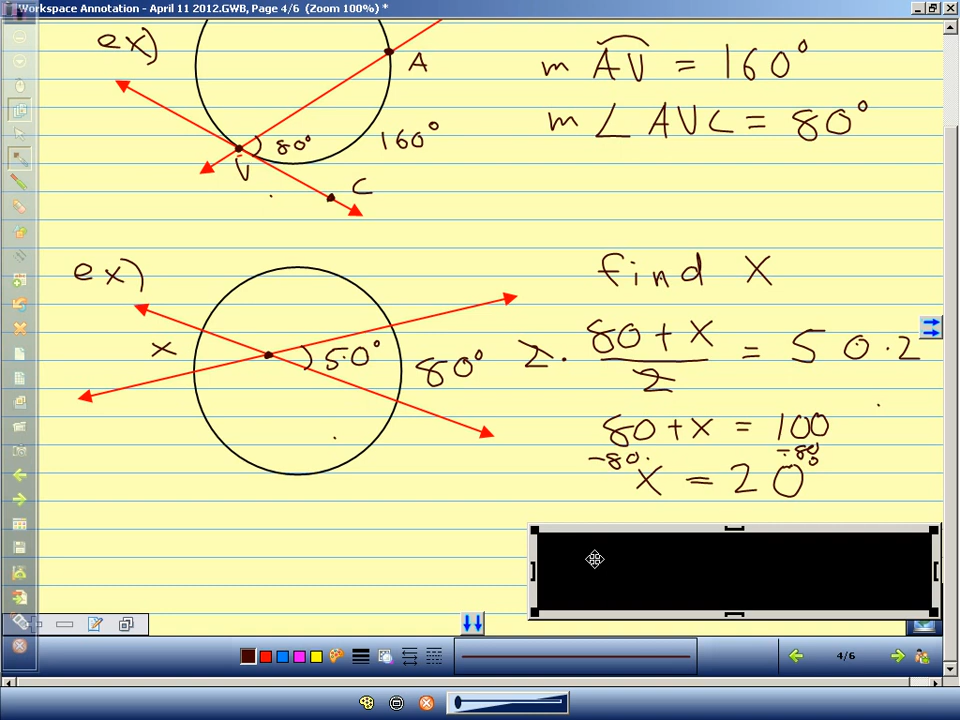 Workspace Annotation - April 11 2012.GWB, Page 4/6 (Zoom 100%) *
ex)
A
80°
160°
V
C
m AV = 160°
m ∠ AVC = 80°
ex)
x
50°
80°
find X
2. 80 + X / 2 = 50.2
80 + x = 100
-80 -80
x = 20°
4/6